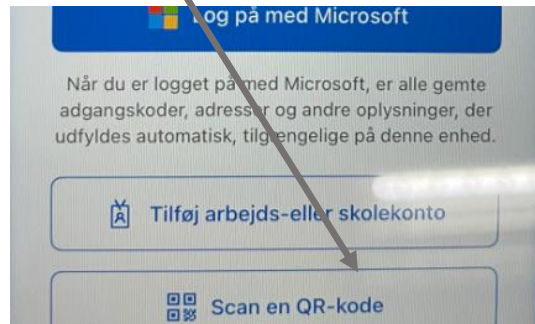 Log på med Microsoft
Når du er logget på med Microsoft, er alle gemte
adgangskoder, adresser og andre oplysninger, der
udfyldes automatisk, tilgængelige på denne enhed.
Tilføj arbejds-eller skolekonto
Scan en QR-kode